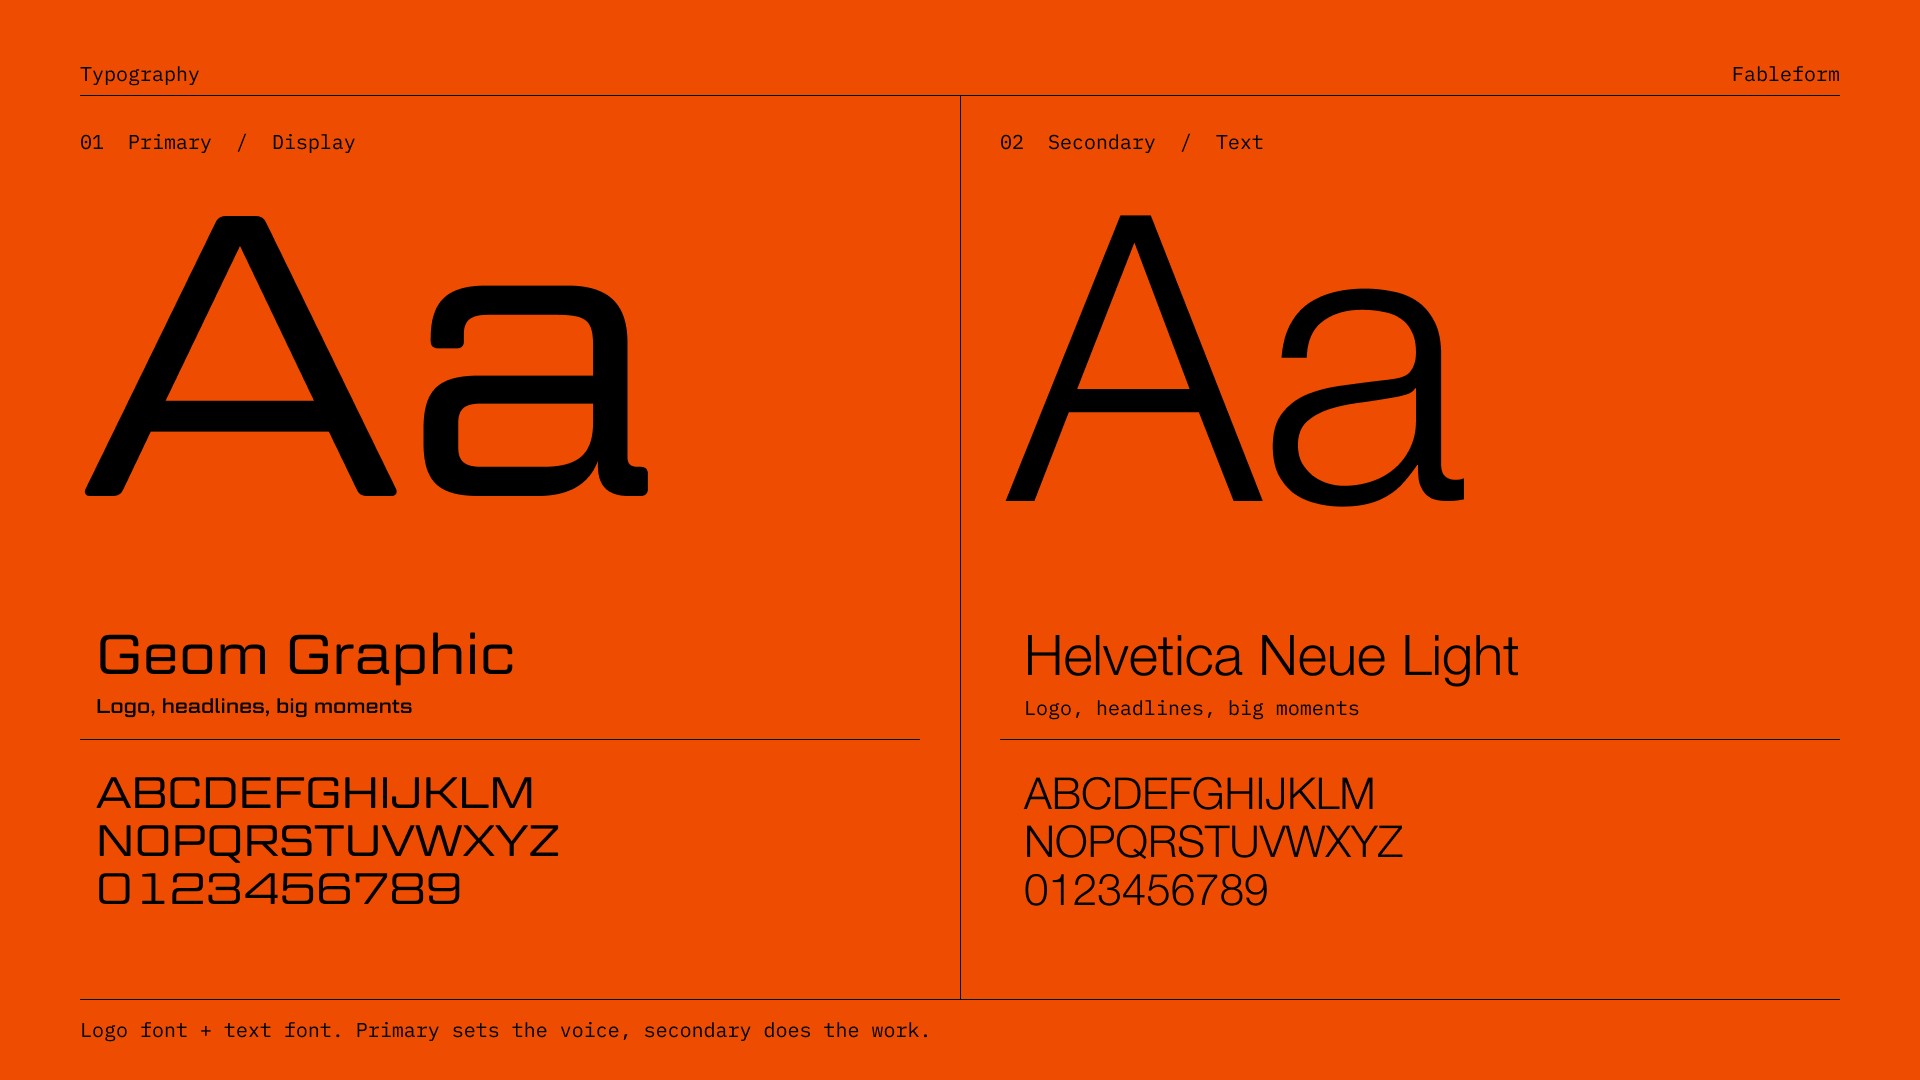 Typography
Fableform
01 Primary / Display
Aa
Geom Graphic
Logo, headlines, big moments
ABCDEFGHIJKLM
NOPQRSTUVWXYZ
0123456789
02 Secondary / Text
Aa
Helvetica Neue Light
Logo, headlines, big moments
ABCDEFGHIJKLM
NOPQRSTUVWXYZ
0123456789
Logo font + text font. Primary sets the voice, secondary does the work.